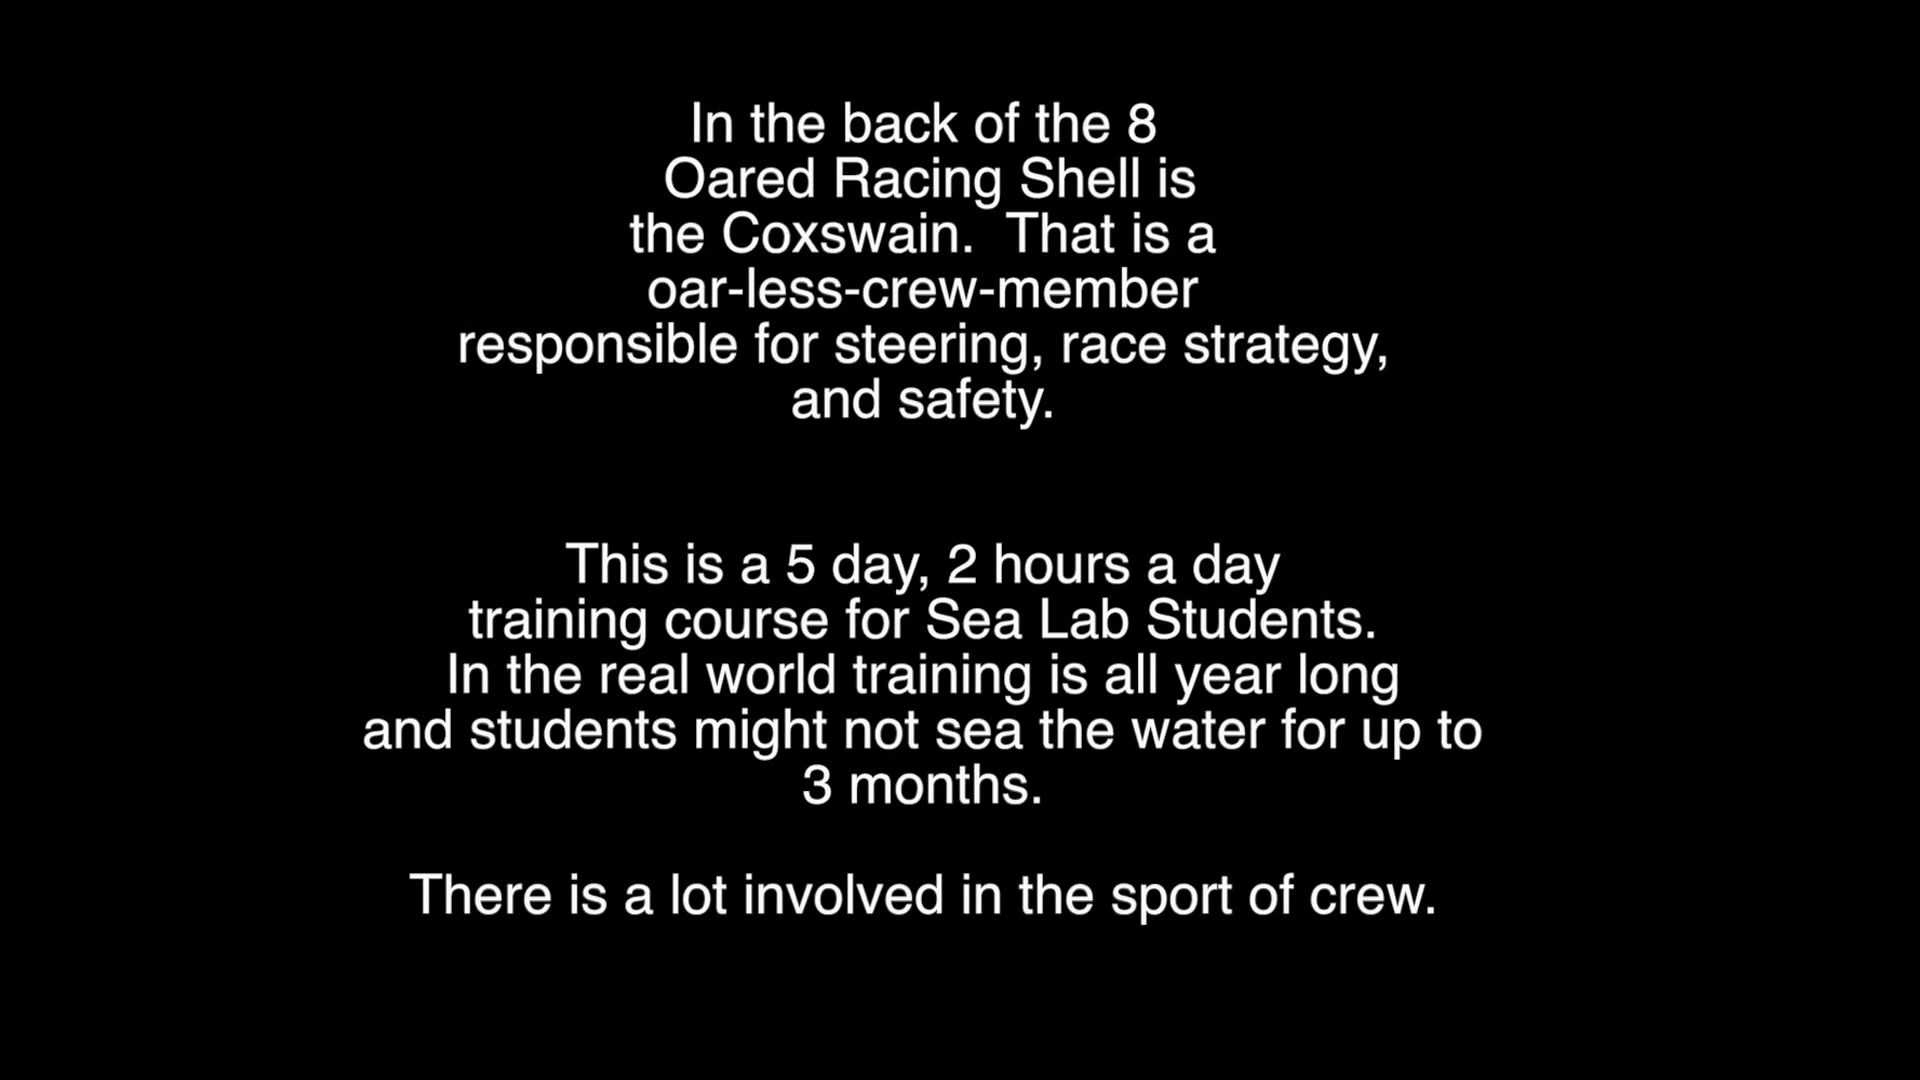 In the back of the 8
Oared Racing Shell is
the Coxswain.  That is a
oar-less-crew-member
responsible for steering, race strategy,
and safety.
This is a 5 day, 2 hours a day
training course for Sea Lab Students.
In the real world training is all year long
and students might not sea the water for up to
3 months.
There is a lot involved in the sport of crew.